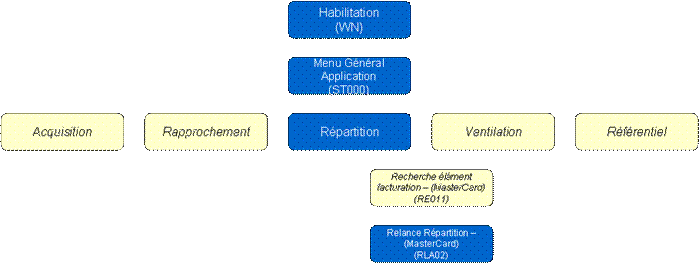 Habilitation
(WN)
Menu Général
Application
(ST000)
Acquisition
Rapprochement
Répartition
Ventilation
Référentiel
Recherche élément
facturation – (MasterCard)
(RE011)
Relance Répartition –
(MasterCard)
(RLA02)